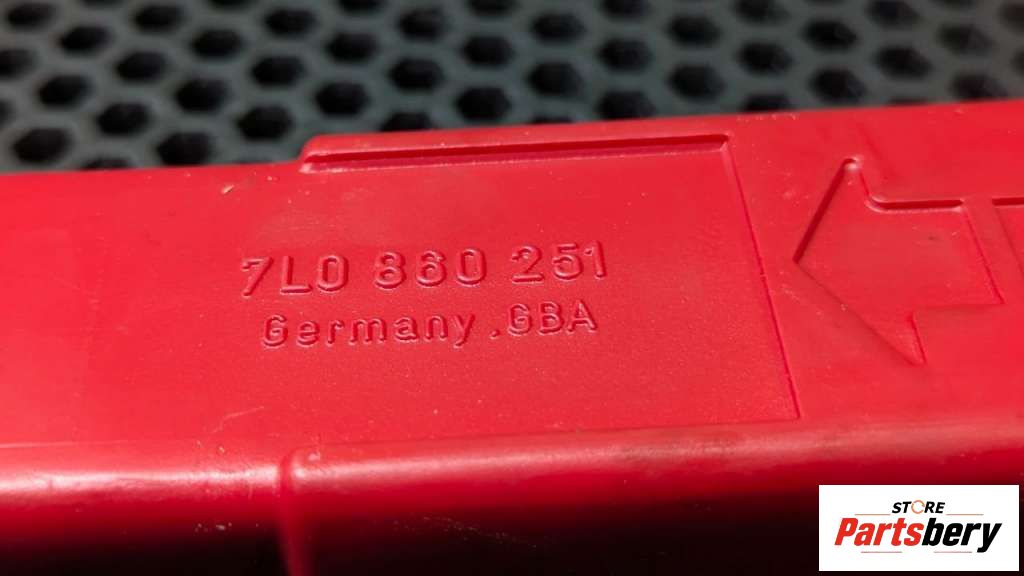 7L0 860 251
Germany .GBA
STORE
Partsbery